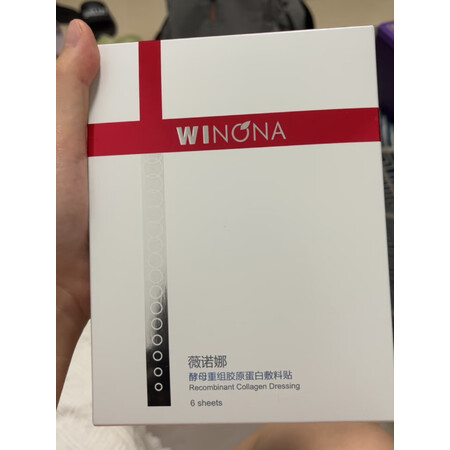 WINONA
薇诺娜
酵母重组胶原蛋白敷料贴
Recombinant Collagen Dressing
6 sheets